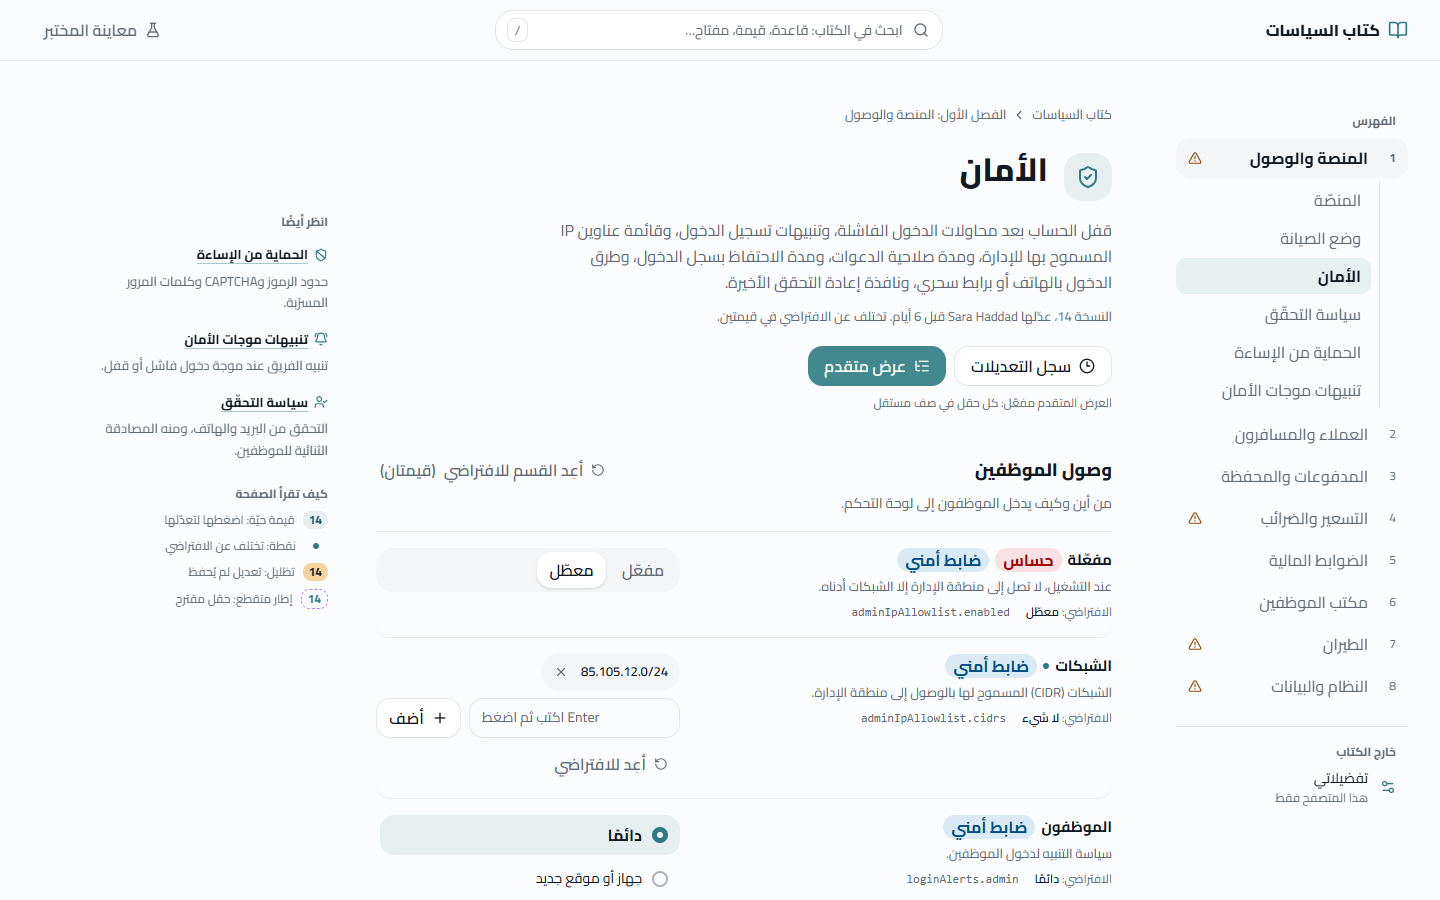 كتاب السياسات
ابحث في الكتاب: قاعدة، قيمة، مفتاح...
/
معاينة المختبر
الفهرس
1 المنصة والوصول
المنصّة
وضع الصيانة
الأمان
سياسة التحقّق
الحماية من الإساءة
تنبيهات موجات الأمان
2 العملاء والمسافرون
3 المدفوعات والمحفظة
4 التسعير والضرائب
5 الضوابط المالية
6 مكتب الموظفين
7 الطيران
8 النظام والبيانات
خارج الكتاب
تفضيلاتي
هذا المتصفح فقط
كتاب السياسات › الفصل الأول: المنصة والوصول
الأمان
قفل الحساب بعد محاولات الدخول الفاشلة، وتنبيهات تسجيل الدخول، وقائمة عناوين IP
المسموح بها للإدارة، ومدة صلاحية الدعوات، ومدة الاحتفاظ بسجل الدخول، وطرق
الدخول بالهاتف أو برابط سحري، ونافذة إعادة التحقق الأخيرة.
النسخة 14، عدّلها Sara Haddad قبل 6 أيام. تختلف عن الافتراضي في قيمتين.
سجل التعديلات
عرض متقدم
العرض المتقدم مفعّل: كل حقل في صف مستقل
وصول الموظفين
أعِد القسم للافتراضي (قيمتان)
من أين وكيف يدخل الموظفون إلى لوحة التحكم.
مفعّلة حساس ضابط أمني
عند التشغيل، لا تصل إلى منطقة الإدارة إلا الشبكات أدناه.
الافتراضي: معطّل adminIpAllowlist.enabled
مفعّل معطّل
الشبكات ضابط أمني
الشبكات (CIDR) المسموح لها بالوصول إلى منطقة الإدارة.
الافتراضي: لا شيء adminIpAllowlist.cidrs
85.105.12.0/24 ×
اكتب ثم اضغط Enter
+ أضف
أعِد للافتراضي
الموظفون ضابط أمني
سياسة التنبيه لدخول الموظفين.
الافتراضي: دائمًا loginAlerts.admin
دائمًا
جهاز أو موقع جديد
انظر أيضًا
الحماية من الإساءة
حدود الرموز وCAPTCHA وكلمات المرور
المسرّبة.
تنبيهات موجات الأمان
تنبيه الفريق عند موجة دخول فاشل أو قفل.
سياسة التحقّق
التحقق من البريد والهاتف، ومنه المصادقة
الثنائية للموظفين.
كيف تقرأ الصفحة
14 قيمة حيّة: اضغطها لتعدّلها
نقطة: تختلف عن الافتراضي
14 تظليل: تعديل لم يُحفظ
14 إطار متقطع: حقل مقترح